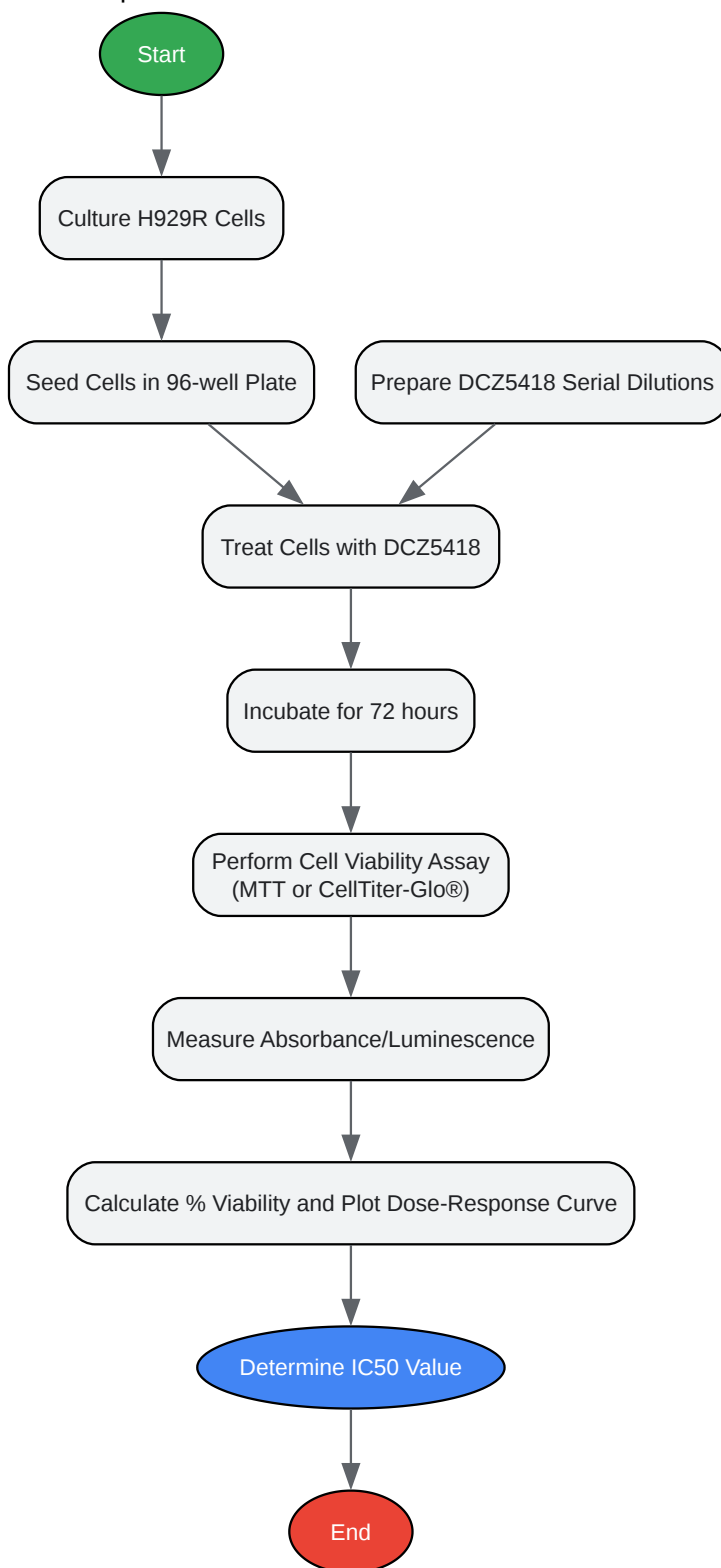 Start
Culture H929R Cells
Seed Cells in 96-well Plate
Prepare DCZ5418 Serial Dilutions
Treat Cells with DCZ5418
Incubate for 72 hours
Perform Cell Viability Assay
(MTT or CellTiter-Glo®)
Measure Absorbance/Luminescence
Calculate % Viability and Plot Dose-Response Curve
Determine IC50 Value
End